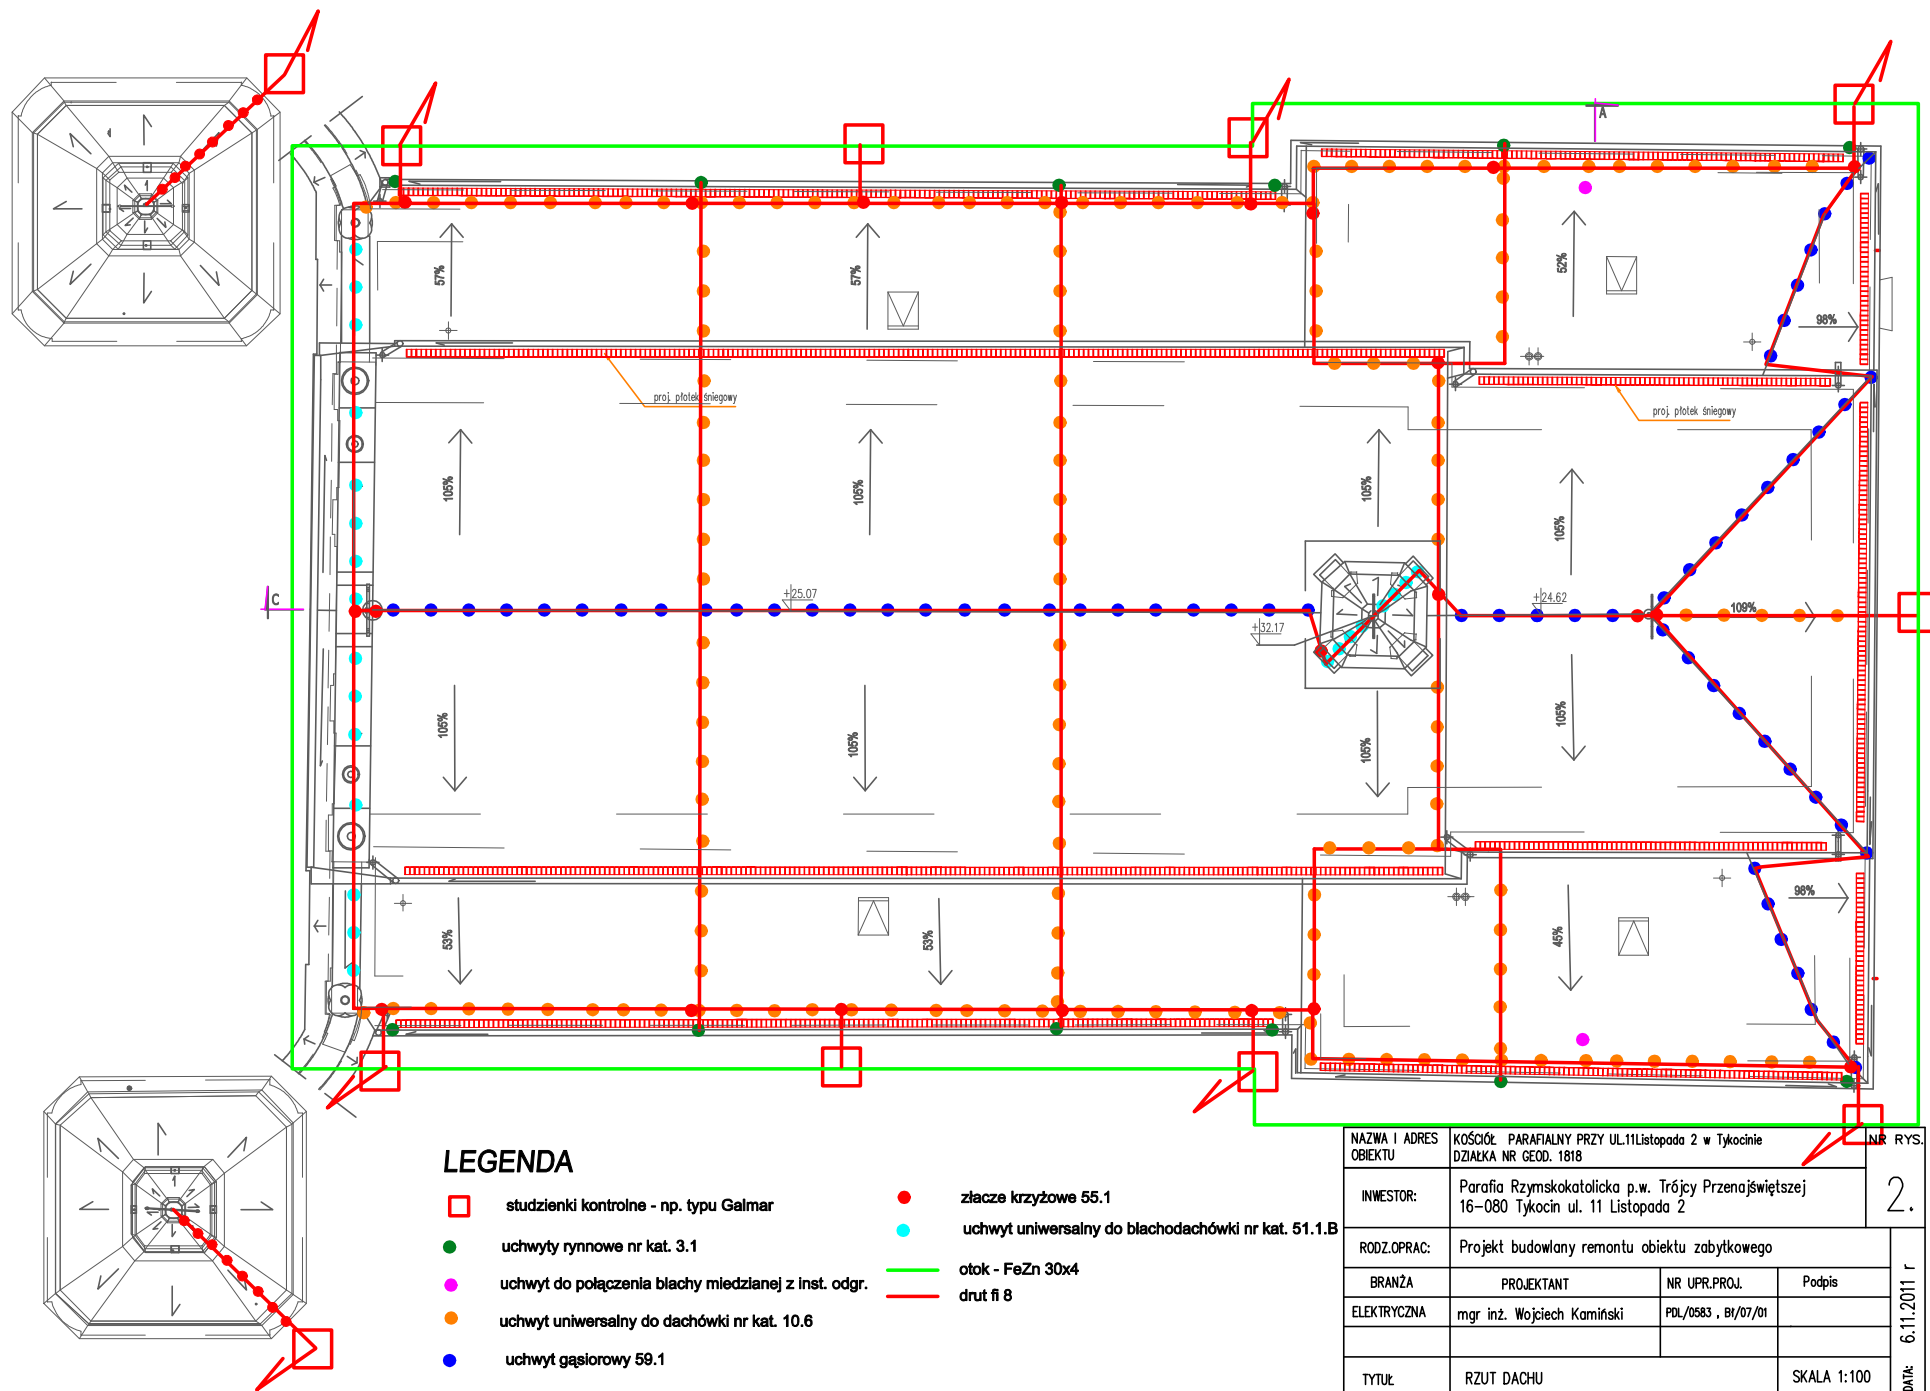 A
57%
57%
52%
98%
proj. płotek śniegowy
proj. płotek śniegowy
105%
105%
105%
105%
C
+25.07
+24.62
+32.17
109%
105%
105%
105%
105%
98%
53%
53%
45%
LEGENDA
studzienki kontrolne - np. typu Galmar
uchwyty rynnowe nr kat. 3.1
uchwyt do połączenia blachy miedzianej z inst. odgr.
uchwyt uniwersalny do dachówki nr kat. 10.6
uchwyt gąsiorowy 59.1
złacze krzyżowe 55.1
uchwyt uniwersalny do blachodachówki nr kat. 51.1.B
otok - FeZn 30x4
drut fi 8
NAZWA I ADRES OBIEKTU
KOŚCIÓŁ PARAFIALNY PRZY UL.11Listopada 2 w Tykocinie
DZIAŁKA NR GEOD. 1818
NR RYS.
2.
INWESTOR:
Parafia Rzymskokatolicka p.w. Trójcy Przenajświętszej
16-080 Tykocin ul. 11 Listopada 2
RODZ.OPRAC:
Projekt budowlany remontu obiektu zabytkowego
BRANŻA
PROJEKTANT
NR UPR.PROJ.
Podpis
ELEKTRYCZNA
mgr inż. Wojciech Kamiński
PDL/0583 , Bł/07/01
TYTUŁ
RZUT DACHU
SKALA 1:100
DATA: 6.11.2011 r